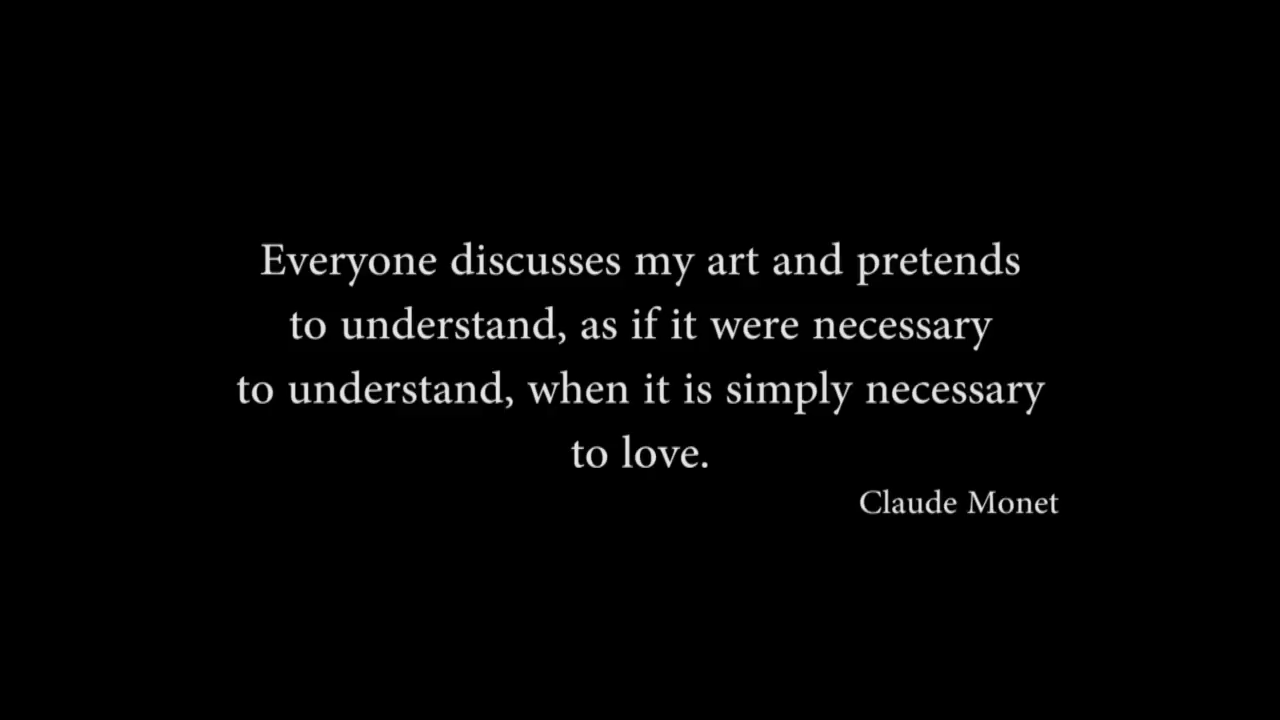 Everyone discusses my art and pretends
to understand, as if it were necessary
to understand, when it is simply necessary
to love.
Claude Monet